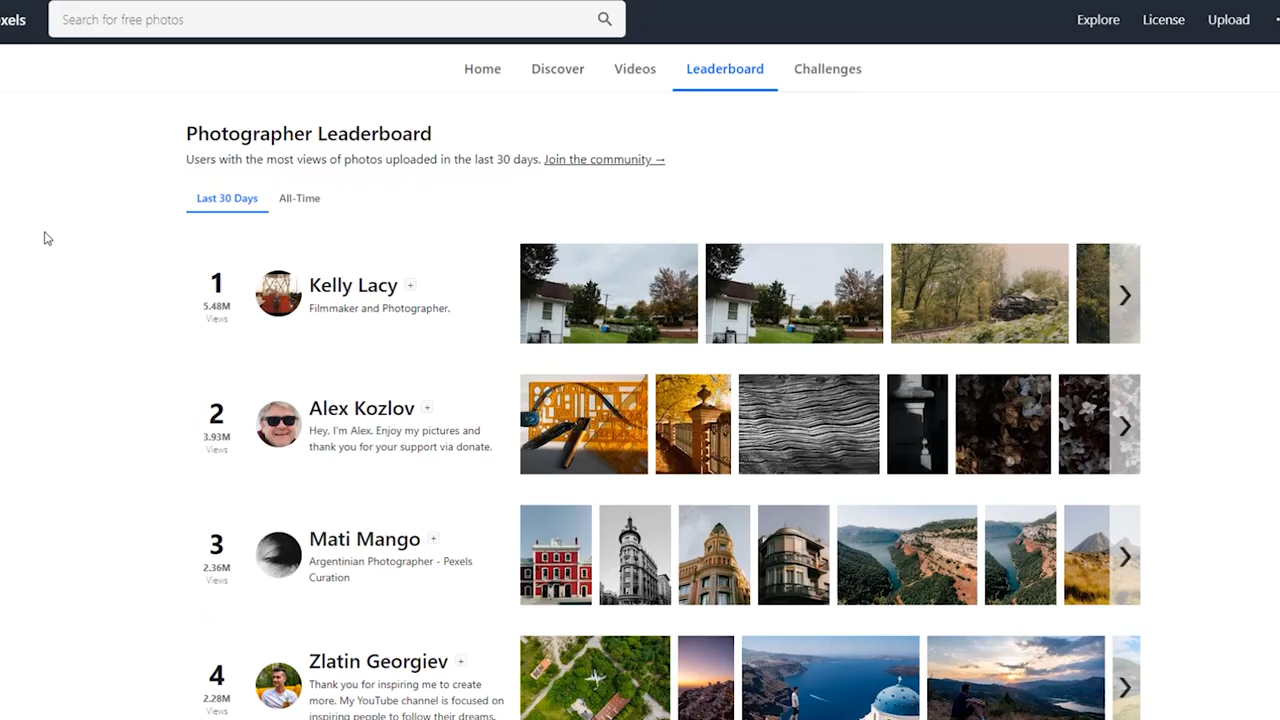 exels
Search for free photos
Explore
License
Upload
Home
Discover
Videos
Leaderboard
Challenges
Photographer Leaderboard
Users with the most views of photos uploaded in the last 30 days. Join the community →
Last 30 Days
All-Time
1
5.48M
Views
Kelly Lacy +
Filmmaker and Photographer.
2
3.93M
Views
Alex Kozlov +
Hey, I'm Alex. Enjoy my pictures and
thank you for your support via donate.
3
2.36M
Views
Mati Mango +
Argentinian Photographer - Pexels
Curation
4
2.28M
Views
Zlatin Georgiev +
Thank you for inspiring me to create
more. My YouTube channel is focused on
inspiring people to follow their dreams.